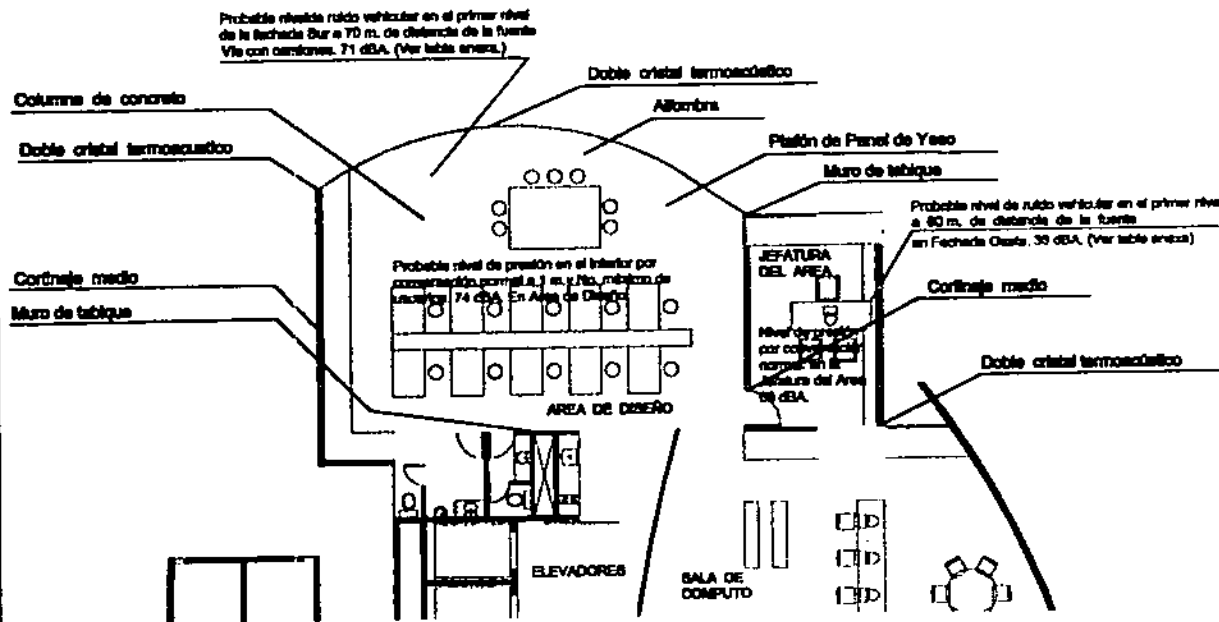 Probable nivel de ruido vehicular en el primer nivel
de la fachada Sur a 70 m. de distancia de la fuente
Vía con camiones. 71 dBA. (Ver tabla anexa.)
Doble cristal termoacústico
Columna de concreto
Alfombra
Doble cristal termoacustico
Plafón de Panel de Yeso
Muro de tabique
Probable nivel de ruido vehicular en el primer nivel
a 60 m. de distancia de la fuente
en Fachada Oeste. dBA. (Ver tabla anexa)
JEFATURA
DEL AREA
Probable nivel de presión en el interior por
conversación normal a 1 m. y No. máximo de
usuarios. 74 dBA. En Area de Diseño
Cortinaje medio
Cortinaje medio
Muro de tabique
Nivel de presión
por conversación
normal en la
Jefatura del Area
dBA.
Doble cristal termoacústico
AREA DE DISEÑO
ELEVADORES
SALA DE
COMPUTO